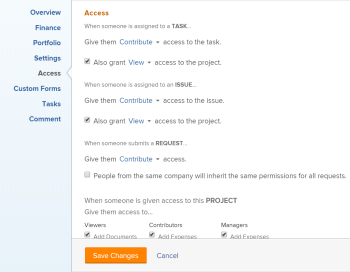 Overview
Finance
Portfolio
Settings
Access
Custom Forms
Tasks
Comment
Access
When someone is assigned to a TASK...
Give them Contribute access to the task.
Also grant View access to the project.
When someone is assigned to an ISSUE...
Give them Contribute access to the issue.
Also grant View access to the project.
When someone submits a REQUEST...
Give them Contribute access.
People from the same company will inherit the same permissions for all requests.
When someone is given access to this PROJECT
Give them access to...
Viewers Contributors Managers
Add Documents Add Expenses Add Expenses
Save Changes Cancel